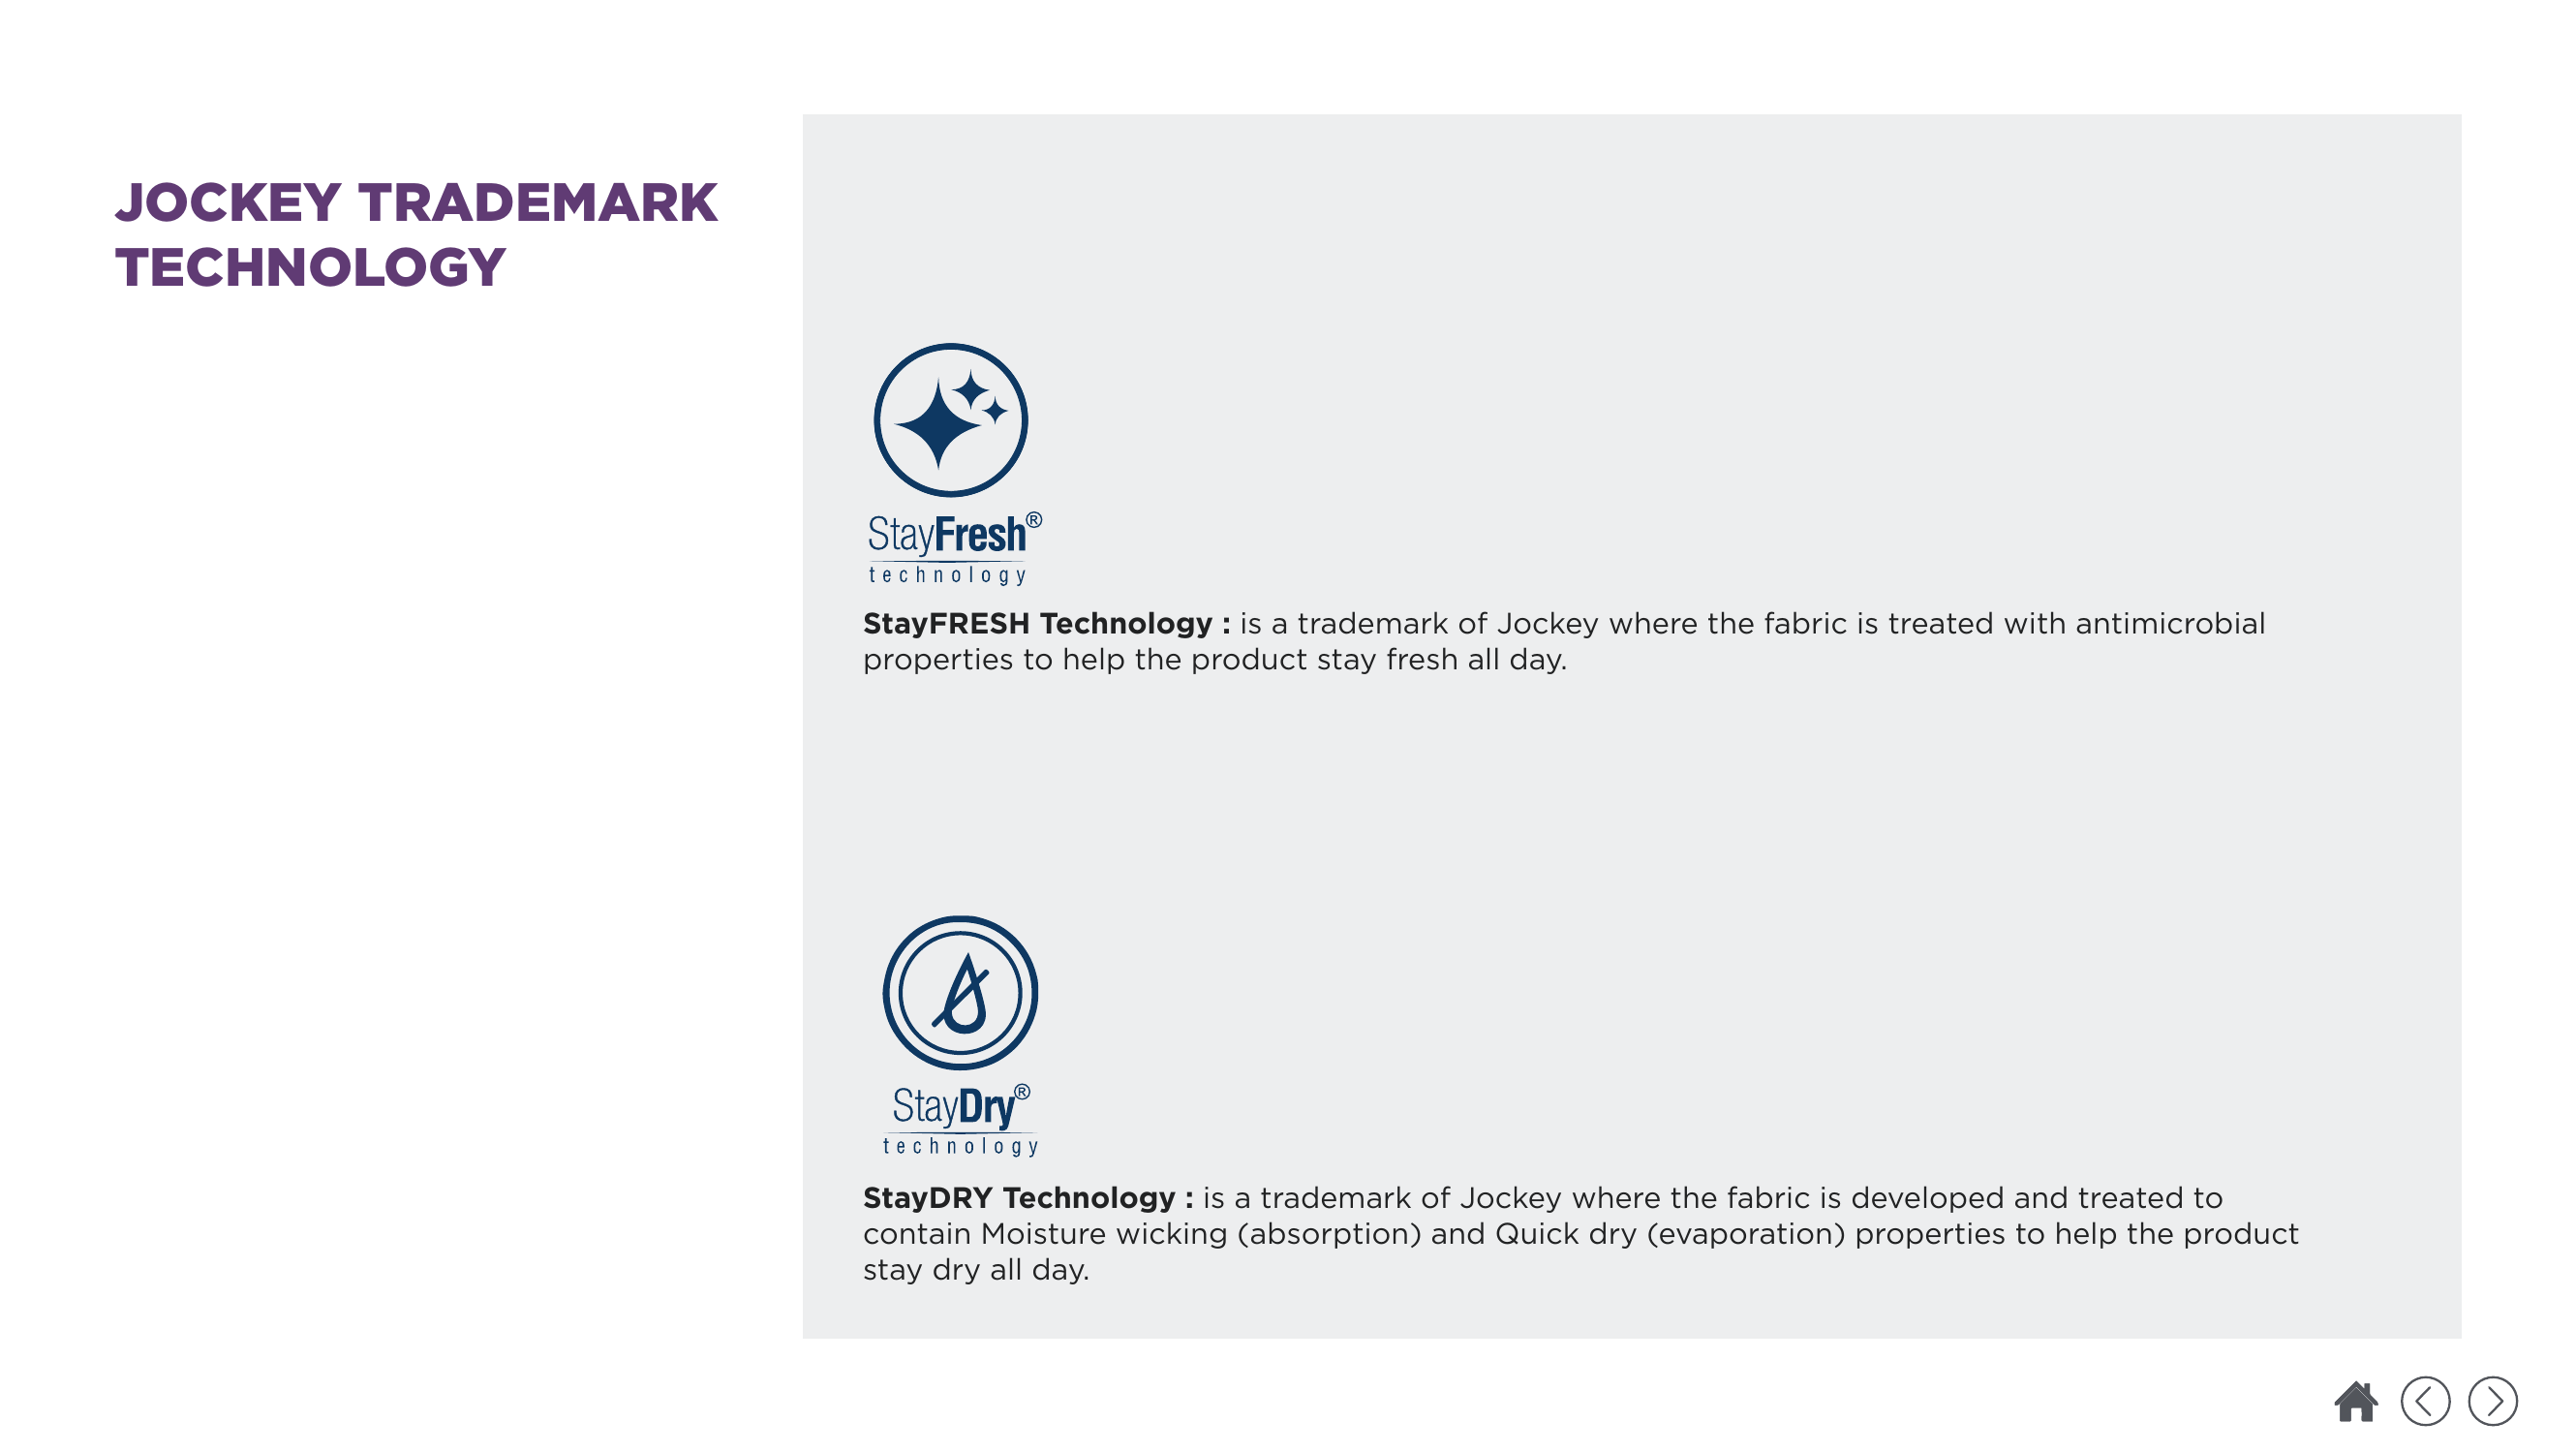 JOCKEY TRADEMARK
TECHNOLOGY
StayFresh®
technology
StayFRESH Technology : is a trademark of Jockey where the fabric is treated with antimicrobial
properties to help the product stay fresh all day.
StayDry®
technology
StayDRY Technology : is a trademark of Jockey where the fabric is developed and treated to
contain Moisture wicking (absorption) and Quick dry (evaporation) properties to help the product
stay dry all day.